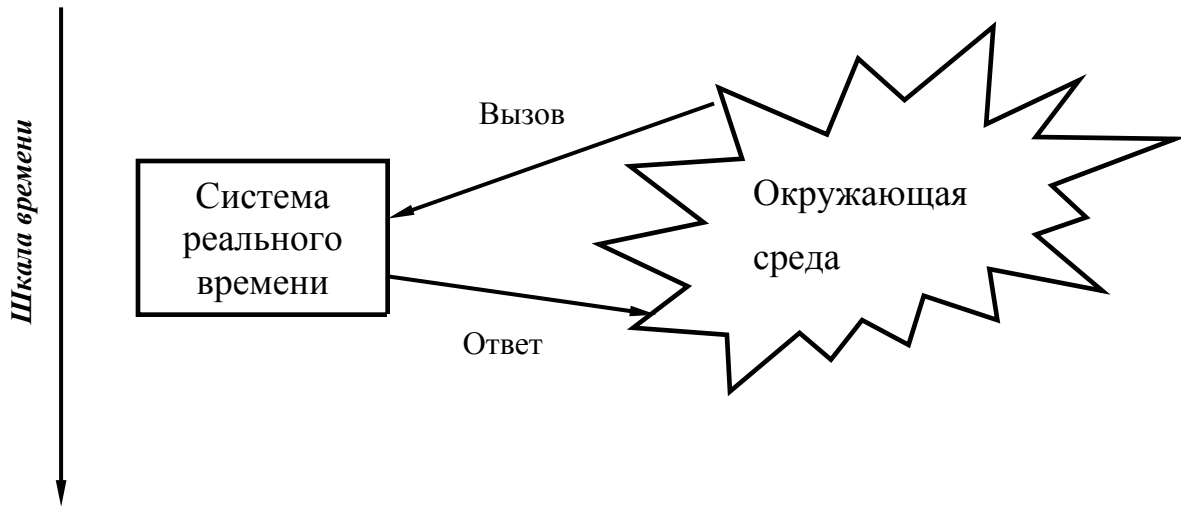 Шкала времени
Вызов
Система
реального
времени
Окружающая
среда
Ответ